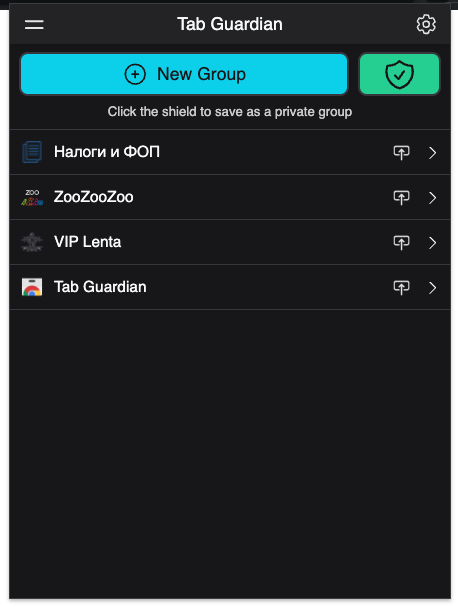 Tab Guardian
New Group
Click the shield to save as a private group
Налоги и ФОП
ZOO
ZooZooZoo
VIP Lenta
Tab Guardian